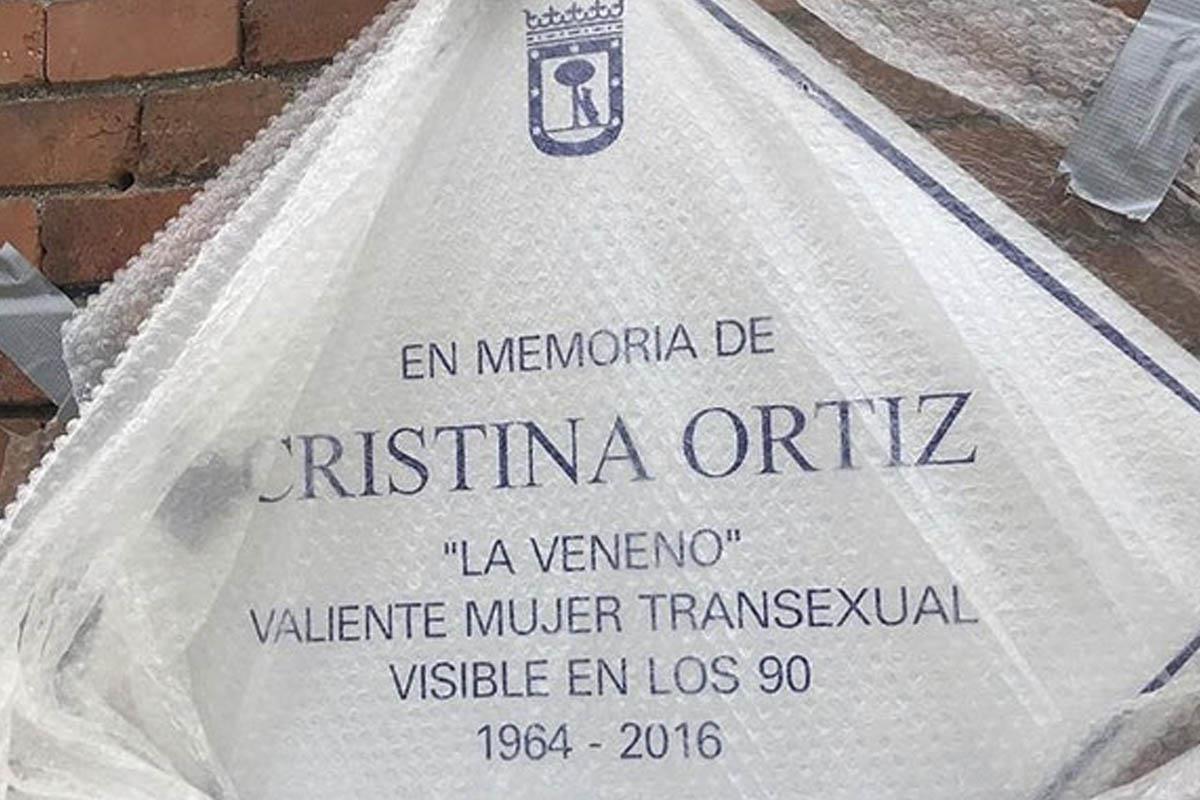 EN MEMORIA DE
CRISTINA ORTIZ
"LA VENENO"
VALIENTE MUJER TRANSEXUAL
VISIBLE EN LOS 90
1964 - 2016